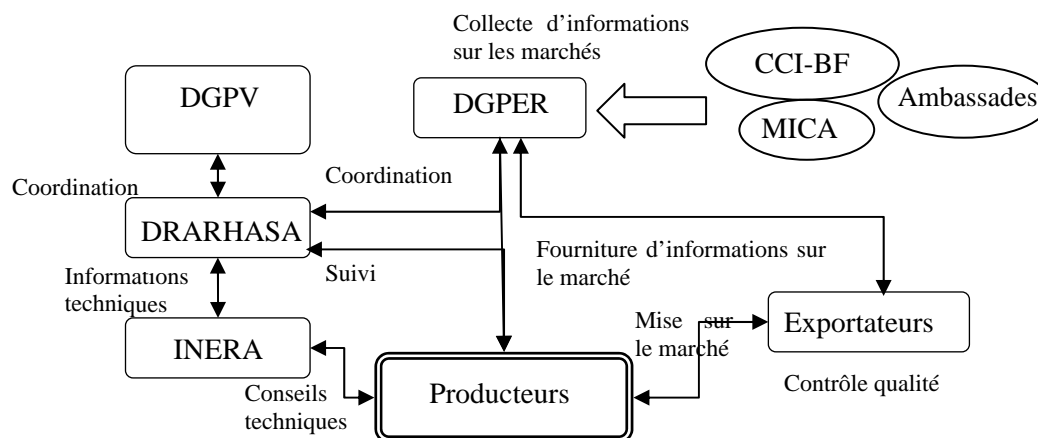 Collecte d'informations
sur les marchés
CCI-BF
Ambassades
MICA
DGPV
DGPER
Coordination
Coordination
DRARHASA
Suivi
Fourniture d'informations sur
le marché
Informations
techniques
INERA
Mise sur
le marché
Exportateurs
Contrôle qualité
Conseils
techniques
Producteurs